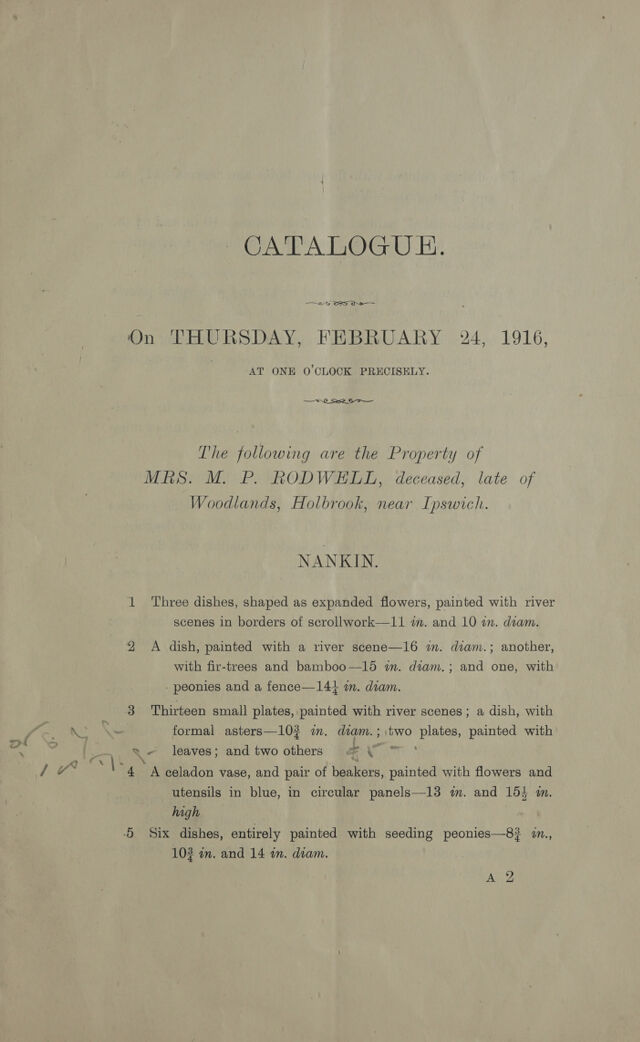 CATALOGUE.
On THURSDAY, FEBRUARY 24, 1916,
AT ONE O'CLOCK PRECISELY.
The following are the Property of
MRS. M. P. RODWELL, deceased, late of
Woodlands, Holbrook, near Ipswich.
NANKIN.
1 Three dishes, shaped as expanded flowers, painted with river
scenes in borders of scrollwork—11 in. and 10 in. diam.
2 A dish, painted with a river scene—16 in. diam.; another,
with fir-trees and bamboo—15 in. diam.; and one, with
peonies and a fence—14½ in. diam.
3 Thirteen small plates, painted with river scenes; a dish, with
formal asters—10¾ in. diam.; two plates, painted with
leaves; and two others
4 A celadon vase, and pair of beakers, painted with flowers and
utensils in blue, in circular panels—13 in. and 15½ in.
high
5 Six dishes, entirely painted with seeding peonies—8¾ in.,
10¾ in. and 14 in. diam.
A 2